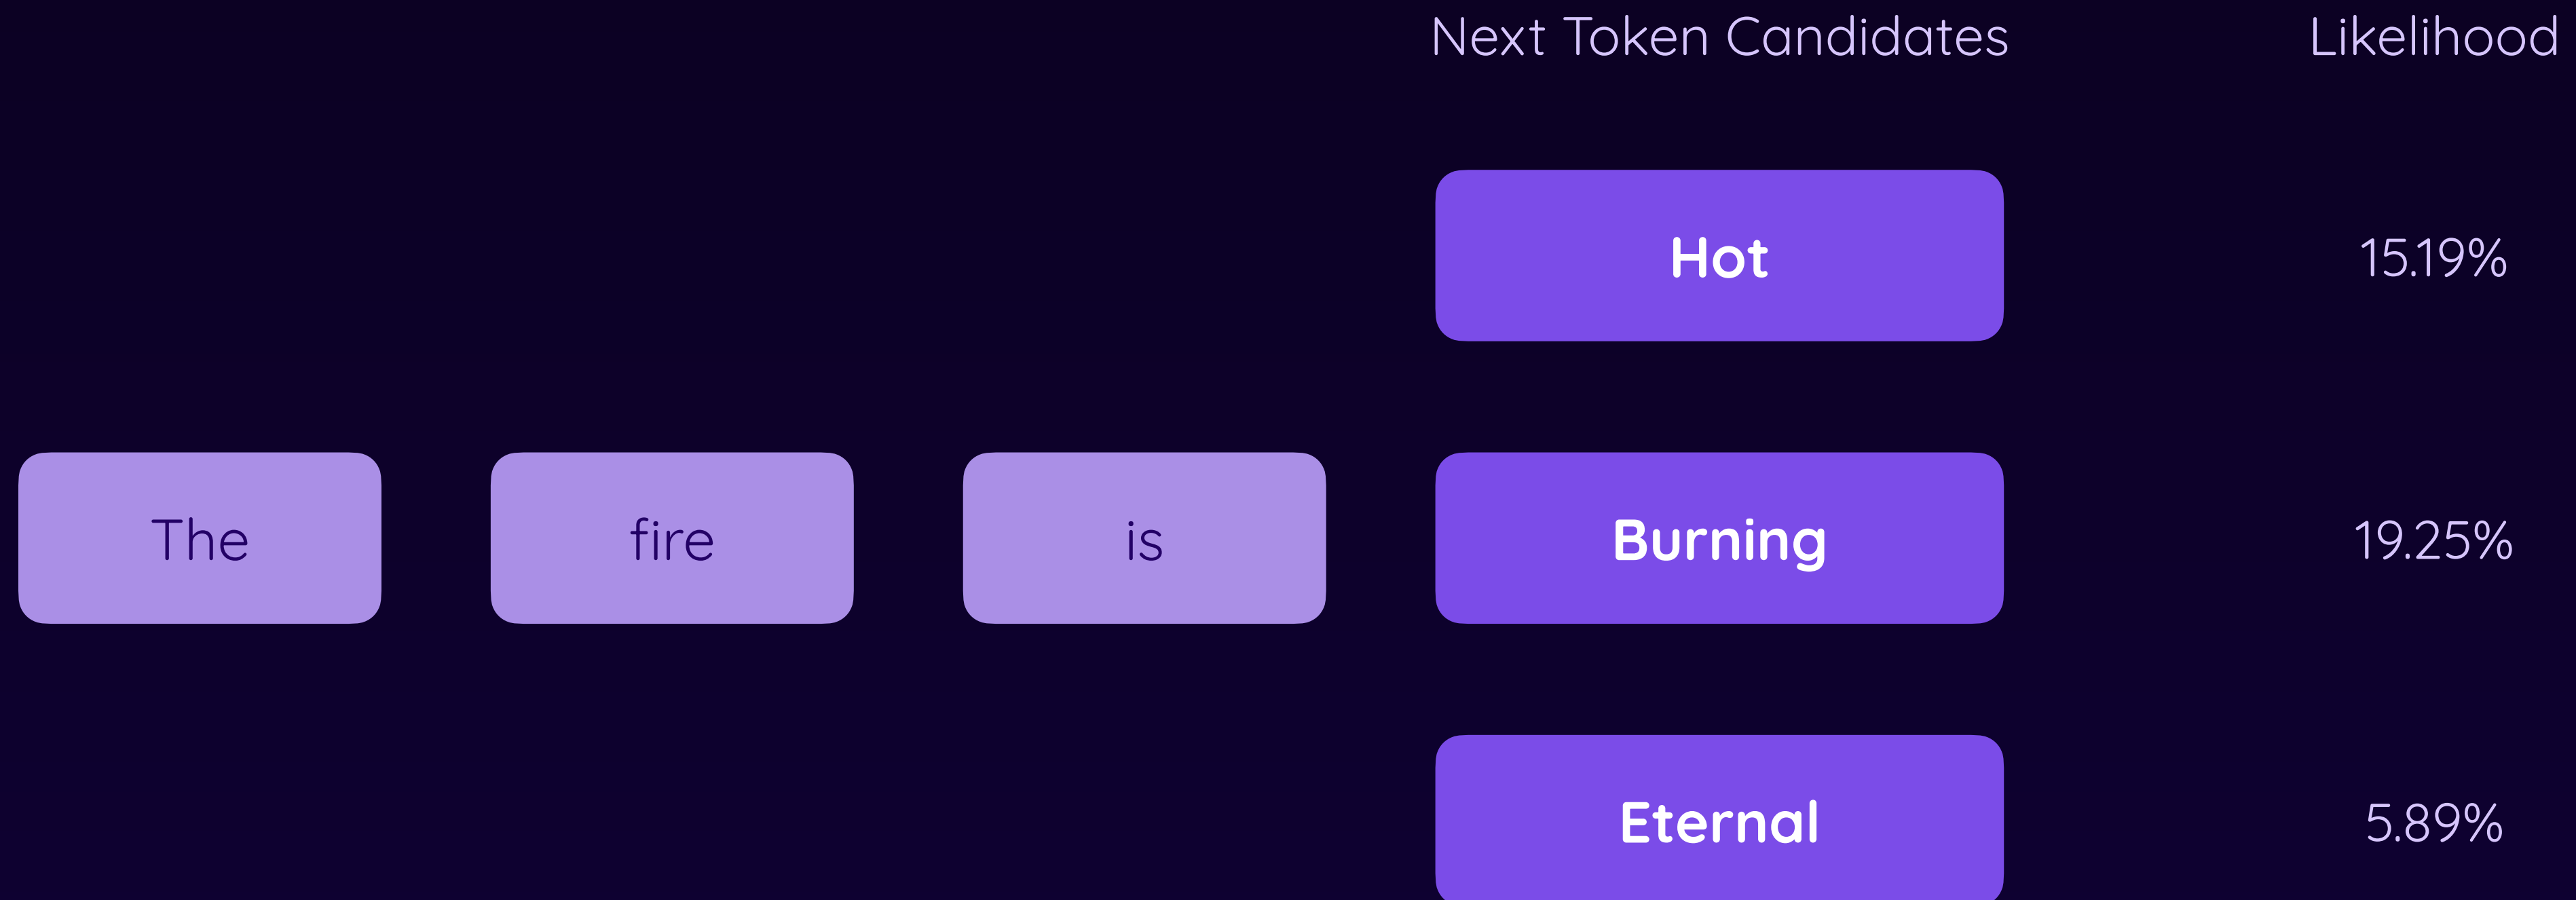 Next Token Candidates Likelihood
Hot 15.19%
The fire is Burning 19.25%
Eternal 5.89%